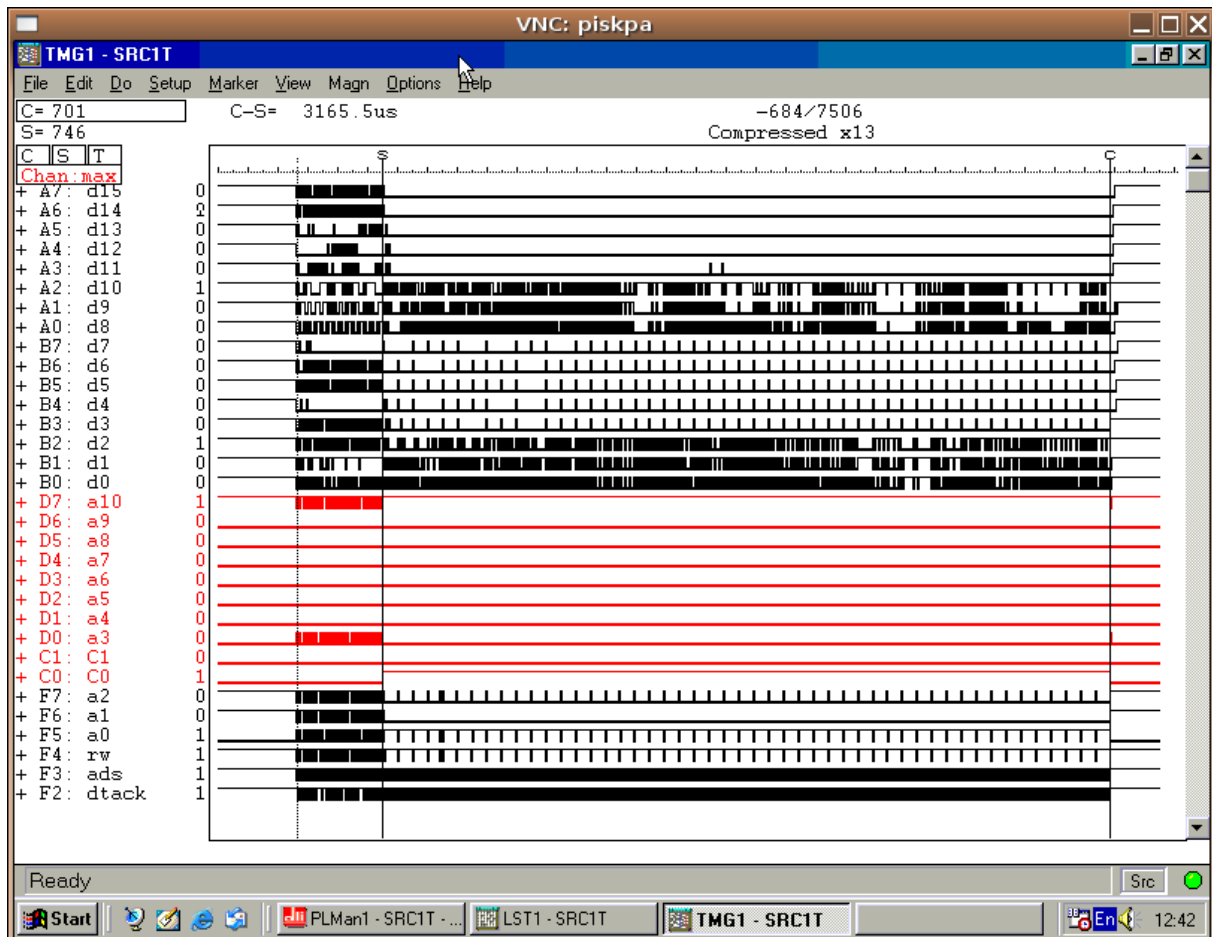 VNC: piskpa
TMG1 - SRC1T
File Edit Do Setup Marker View Magn Options Help
C= 701 C-S= 3165.5us -684/7506
S= 746 Compressed x13
C S T S C
Chan:max
+ A7: d15 0
+ A6: d14 0
+ A5: d13 0
+ A4: d12 0
+ A3: d11 0
+ A2: d10 1
+ A1: d9 0
+ A0: d8 0
+ B7: d7 0
+ B6: d6 0
+ B5: d5 0
+ B4: d4 0
+ B3: d3 0
+ B2: d2 1
+ B1: d1 0
+ B0: d0 0
+ D7: a10 1
+ D6: a9 0
+ D5: a8 0
+ D4: a7 0
+ D3: a6 0
+ D2: a5 0
+ D1: a4 0
+ D0: a3 0
+ C1: C1 0
+ C0: C0 1
+ F7: a2 0
+ F6: a1 0
+ F5: a0 1
+ F4: rw 1
+ F3: ads 1
+ F2: dtack 1
Ready Src
Start PLMan1 - SRC1T - ... LST1 - SRC1T TMG1 - SRC1T En 12:42